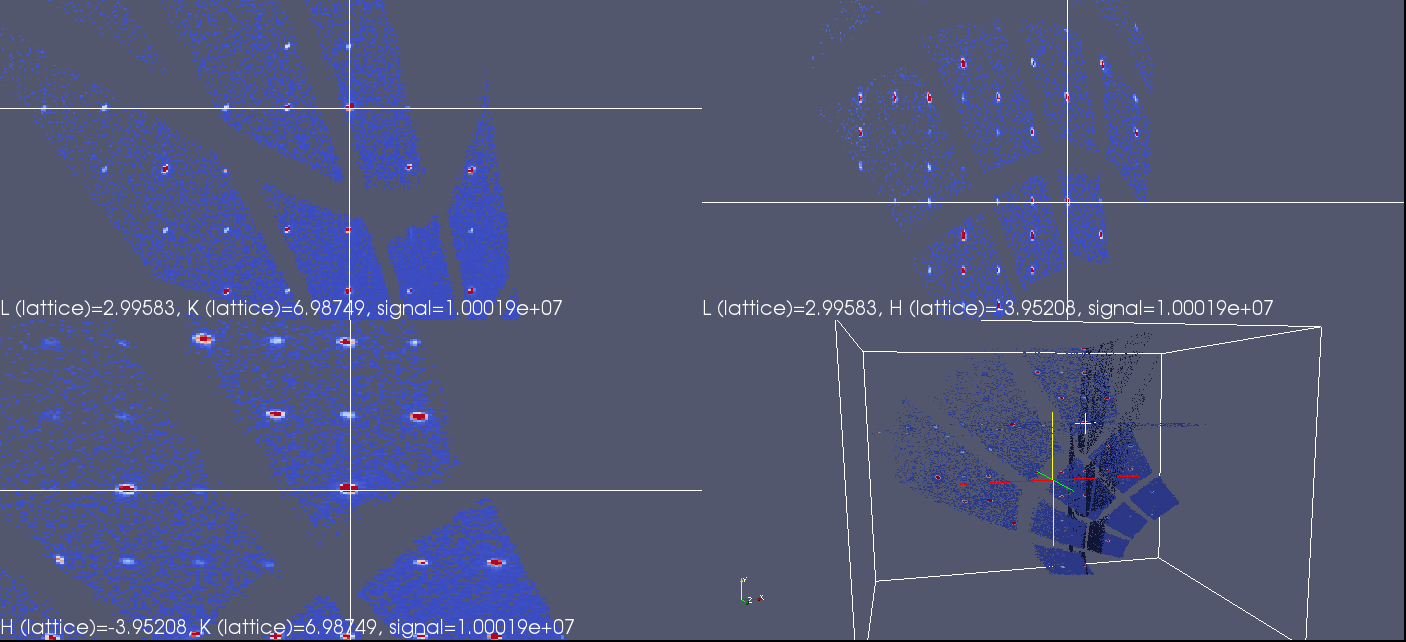 L (lattice)=2.99583, K (lattice)=6.98749, signal=1.00019e+07
L (lattice)=2.99583, H (lattice)=-3.95208, signal=1.00019e+07
H (lattice)=-3.95208, K (lattice)=6.98749, signal=1.00019e+07